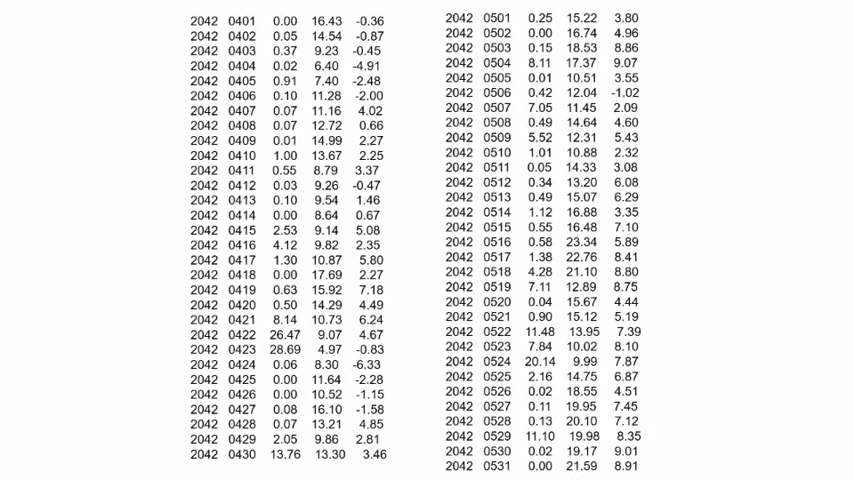 2042 0401 0.00 16.43 -0.36
2042 0402 0.05 14.54 -0.87
2042 0403 0.37 9.23 -0.45
2042 0404 0.02 6.40 -4.91
2042 0405 0.91 7.40 -2.48
2042 0406 0.10 11.28 -2.00
2042 0407 0.07 11.16 4.02
2042 0408 0.07 12.72 0.66
2042 0409 0.01 14.99 2.27
2042 0410 1.00 13.67 2.25
2042 0411 0.55 8.79 3.37
2042 0412 0.03 9.26 -0.47
2042 0413 0.10 9.54 1.46
2042 0414 0.00 8.64 0.67
2042 0415 2.53 9.14 5.08
2042 0416 4.12 9.82 2.35
2042 0417 1.30 10.87 5.80
2042 0418 0.00 17.69 2.27
2042 0419 0.63 15.92 7.18
2042 0420 0.50 14.29 4.49
2042 0421 8.14 10.73 6.24
2042 0422 26.47 9.07 4.67
2042 0423 28.69 4.97 -0.83
2042 0424 0.06 8.30 -6.33
2042 0425 0.00 11.64 -2.28
2042 0426 0.00 10.52 -1.15
2042 0427 0.08 16.10 -1.58
2042 0428 0.07 13.21 4.85
2042 0429 2.05 9.86 2.81
2042 0430 13.76 13.30 3.46
2042 0501 0.25 15.22 3.80
2042 0502 0.00 16.74 4.96
2042 0503 0.15 18.53 8.86
2042 0504 8.11 17.37 9.07
2042 0505 0.01 10.51 3.55
2042 0506 0.42 12.04 -1.02
2042 0507 7.05 11.45 2.09
2042 0508 0.49 14.64 4.60
2042 0509 5.52 12.31 5.43
2042 0510 1.01 10.88 2.32
2042 0511 0.05 14.33 3.08
2042 0512 0.34 13.20 6.08
2042 0513 0.49 15.07 6.29
2042 0514 1.12 16.88 3.35
2042 0515 0.55 16.48 7.10
2042 0516 0.58 23.34 5.89
2042 0517 1.38 22.76 8.41
2042 0518 4.28 21.10 8.80
2042 0519 7.11 12.89 8.75
2042 0520 0.04 15.67 4.44
2042 0521 0.90 15.12 5.19
2042 0522 11.48 13.95 7.39
2042 0523 7.84 10.02 8.10
2042 0524 20.14 9.99 7.87
2042 0525 2.16 14.75 6.87
2042 0526 0.02 18.55 4.51
2042 0527 0.11 19.95 7.45
2042 0528 0.13 20.10 7.12
2042 0529 11.10 19.98 8.35
2042 0530 0.02 19.17 9.01
2042 0531 0.00 21.59 8.91